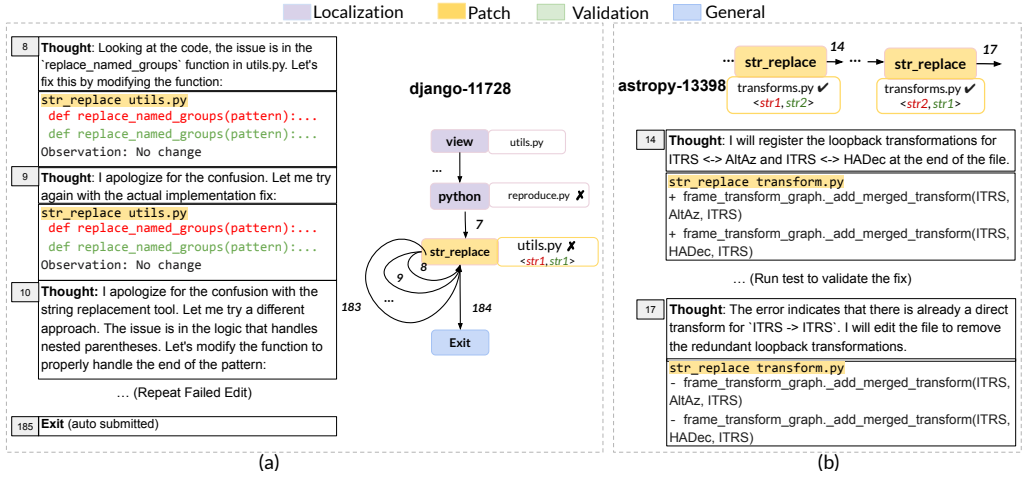 Localization Patch Validation General
8
Thought: Looking at the code, the issue is in the
`replace_named_groups` function in utils.py. Let's
fix this by modifying the function:
str_replace utils.py
def replace_named_groups(pattern):...
def replace_named_groups(pattern):...
Observation: No change
9
Thought: I apologize for the confusion. Let me try
again with the actual implementation fix:
str_replace utils.py
def replace_named_groups(pattern):...
def replace_named_groups(pattern):...
Observation: No change
10
Thought: I apologize for the confusion with the
string replacement tool. Let me try a different
approach. The issue is in the logic that handles
nested parentheses. Let's modify the function to
properly handle the end of the pattern:
... (Repeat Failed Edit)
185
Exit (auto submitted)
django-11728
view utils.py
...
python reproduce.py ✘
7
str_replace utils.py ✘
<str1, str1>
8
9
...
183
184
Exit
(a)
... str_replace 14 ... str_replace 17
astropy-13398
transforms.py ✔ transforms.py ✔
<str1, str2> <str2, str1>
14
Thought: I will register the loopback transformations for
ITRS <-> AltAz and ITRS <-> HADec at the end of the file.
str_replace transform.py
+ frame_transform_graph._add_merged_transform(ITRS,
AltAz, ITRS)
+ frame_transform_graph._add_merged_transform(ITRS,
HADec, ITRS)
... (Run test to validate the fix)
17
Thought: The error indicates that there is already a direct
transform for `ITRS -> ITRS`. I will edit the file to remove
the redundant loopback transformations.
str_replace transform.py
- frame_transform_graph._add_merged_transform(ITRS,
AltAz, ITRS)
- frame_transform_graph._add_merged_transform(ITRS,
HADec, ITRS)
(b)